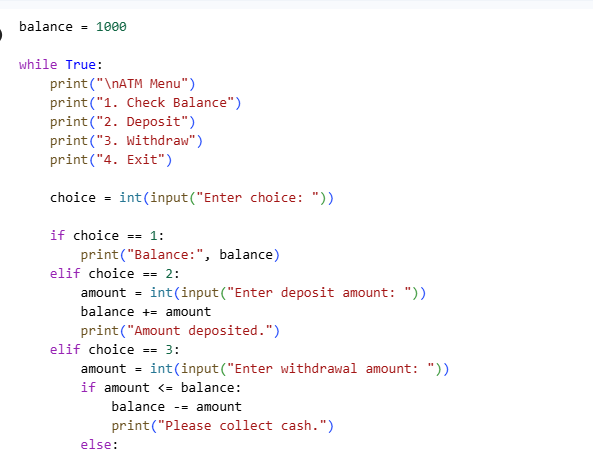 balance = 1000
while True:
    print("\nATM Menu")
    print("1. Check Balance")
    print("2. Deposit")
    print("3. Withdraw")
    print("4. Exit")
    choice = int(input("Enter choice: "))
    if choice == 1:
        print("Balance:", balance)
    elif choice == 2:
        amount = int(input("Enter deposit amount: "))
        balance += amount
        print("Amount deposited.")
    elif choice == 3:
        amount = int(input("Enter withdrawal amount: "))
        if amount <= balance:
            balance -= amount
            print("Please collect cash.")
        else: